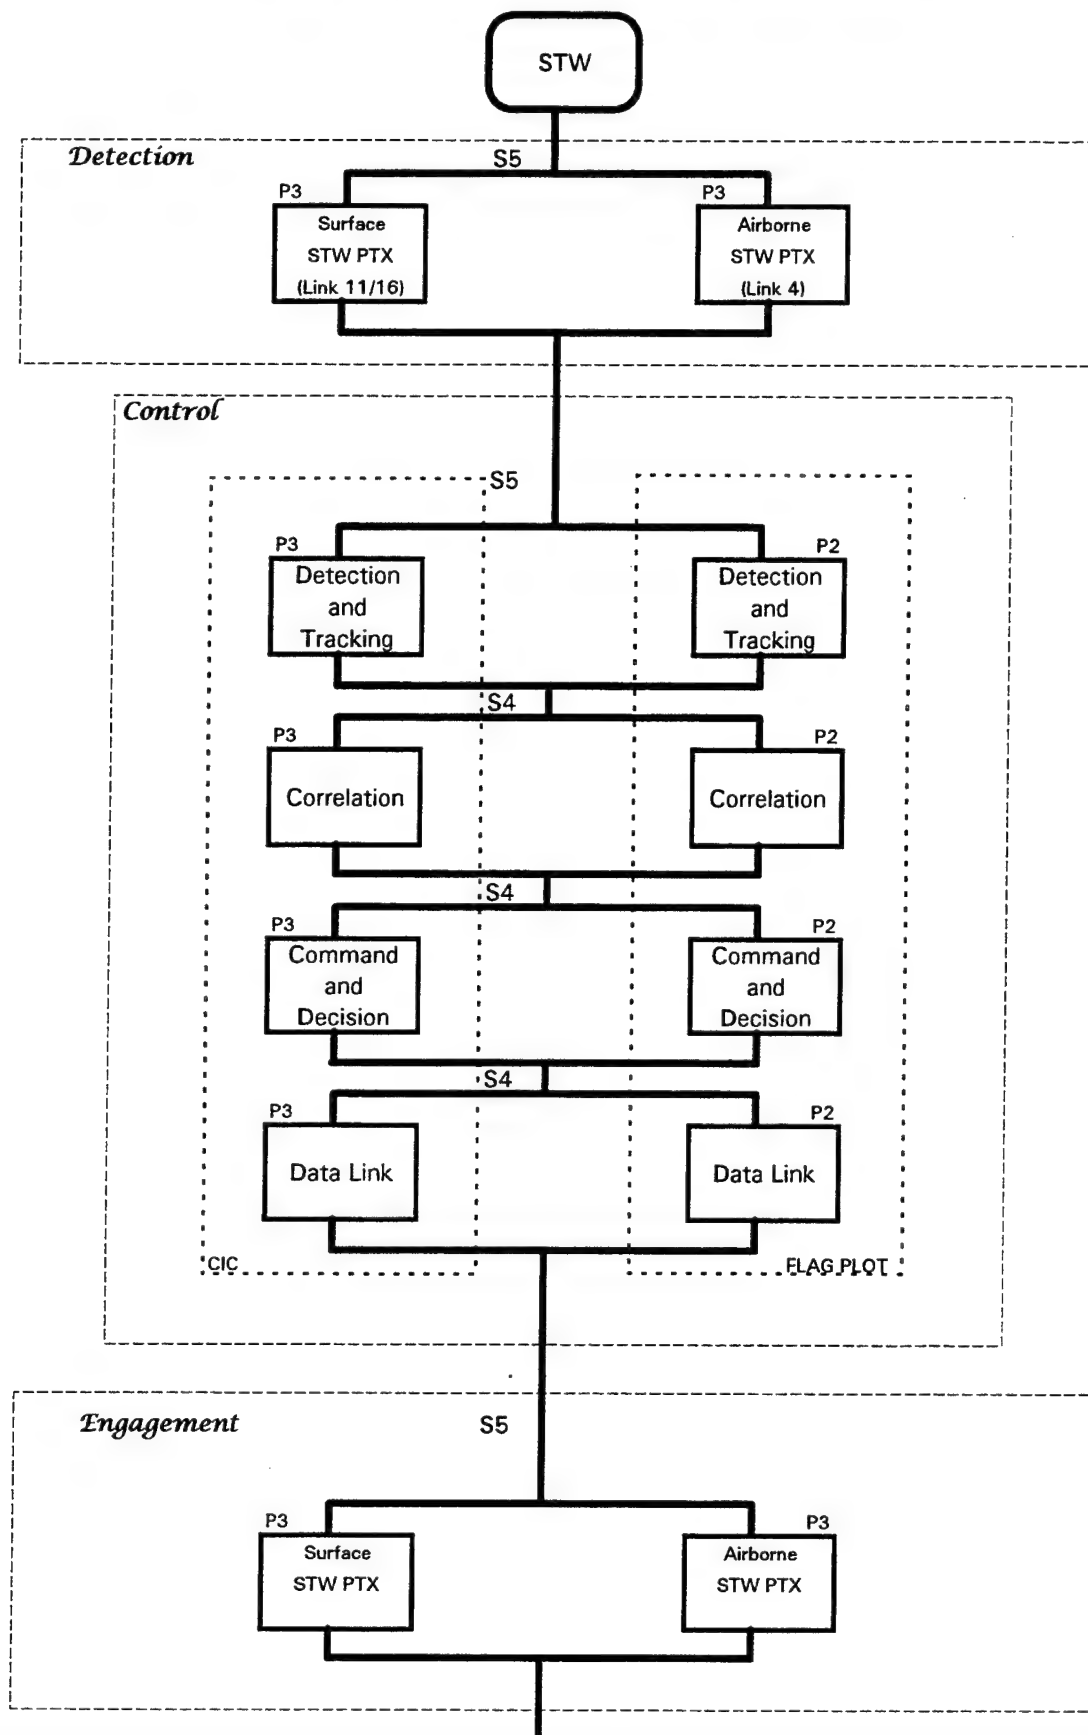 STW
Detection
S5
P3
P3
Surface
STW PTX
(Link 11/16)
Airborne
STW PTX
(Link 4)
Control
S5
P3
P2
Detection
and
Tracking
Detection
and
Tracking
S4
P3
P2
Correlation
Correlation
S4
P3
P2
Command
and
Decision
Command
and
Decision
S4
P3
P2
Data Link
Data Link
CIC
FLAG PLOT
Engagement
S5
P3
P3
Surface
STW PTX
Airborne
STW PTX